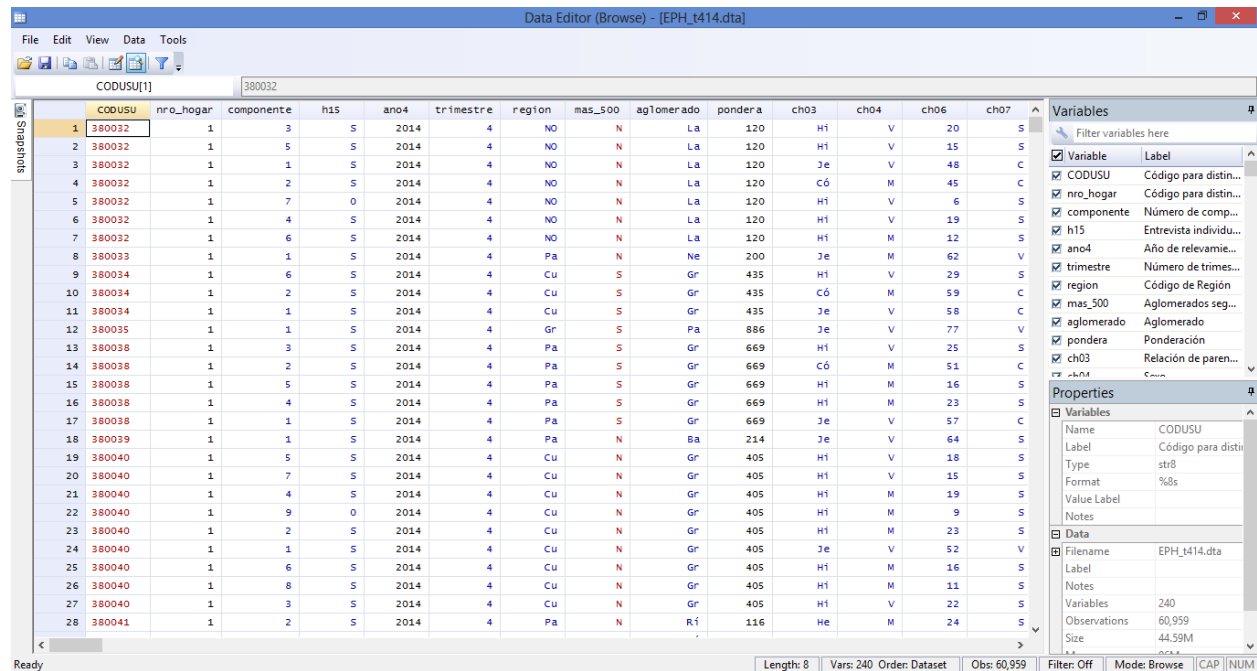 Data Editor (Browse) - [EPH_t414.dta]
File Edit View Data Tools
CODUSU[1] 380032
Snapshots
CODUSU nro_hogar componente h15 ano4 trimestre region mas_500 aglomerado pondera ch03 ch04 ch06 ch07
1 380032 1 3 S 2014 4 NO N La 120 Hi V 20 S
2 380032 1 5 S 2014 4 NO N La 120 Hi V 15 S
3 380032 1 1 S 2014 4 NO N La 120 Je V 48 C
4 380032 1 2 S 2014 4 NO N La 120 Có M 45 C
5 380032 1 7 0 2014 4 NO N La 120 Hi V 6 S
6 380032 1 4 S 2014 4 NO N La 120 Hi V 19 S
7 380032 1 6 S 2014 4 NO N La 120 Hi M 12 S
8 380033 1 1 S 2014 4 Pa N Ne 200 Je M 62 V
9 380034 1 6 S 2014 4 Cu S Gr 435 Hi V 29 S
10 380034 1 2 S 2014 4 Cu S Gr 435 Có M 59 C
11 380034 1 1 S 2014 4 Cu S Gr 435 Je V 58 C
12 380035 1 1 S 2014 4 Gr S Pa 886 Je V 77 V
13 380038 1 3 S 2014 4 Pa S Gr 669 Hi V 25 S
14 380038 1 2 S 2014 4 Pa S Gr 669 Có M 51 C
15 380038 1 5 S 2014 4 Pa S Gr 669 Hi M 16 S
16 380038 1 4 S 2014 4 Pa S Gr 669 Hi M 23 S
17 380038 1 1 S 2014 4 Pa S Gr 669 Je V 57 C
18 380039 1 1 S 2014 4 Pa N Ba 214 Je V 64 S
19 380040 1 5 S 2014 4 Cu N Gr 405 Hi V 18 S
20 380040 1 7 S 2014 4 Cu N Gr 405 Hi V 15 S
21 380040 1 4 S 2014 4 Cu N Gr 405 Hi M 19 S
22 380040 1 9 0 2014 4 Cu N Gr 405 Hi M 9 S
23 380040 1 2 S 2014 4 Cu N Gr 405 Hi M 23 S
24 380040 1 1 S 2014 4 Cu N Gr 405 Je V 52 V
25 380040 1 6 S 2014 4 Cu N Gr 405 Hi M 16 S
26 380040 1 8 S 2014 4 Cu N Gr 405 Hi M 11 S
27 380040 1 3 S 2014 4 Cu N Gr 405 Hi V 22 S
28 380041 1 2 S 2014 4 Pa N Rí 116 He M 24 S
Variables
Filter variables here
Variable Label
CODUSU Código para distin...
nro_hogar Código para distin...
componente Número de comp...
h15 Entrevista individu...
ano4 Año de relevamie...
trimestre Número de trimes...
region Código de Región
mas_500 Aglomerados seg...
aglomerado Aglomerado
pondera Ponderación
ch03 Relación de paren...
ch04 Sexo
Properties
Variables
Name CODUSU
Label Código para distin
Type str8
Format %8s
Value Label
Notes
Data
Filename EPH_t414.dta
Label
Notes
Variables 240
Observations 60,959
Size 44.59M
Ready Length: 8 Vars: 240 Order: Dataset Obs: 60,959 Filter: Off Mode: Browse CAP NUM